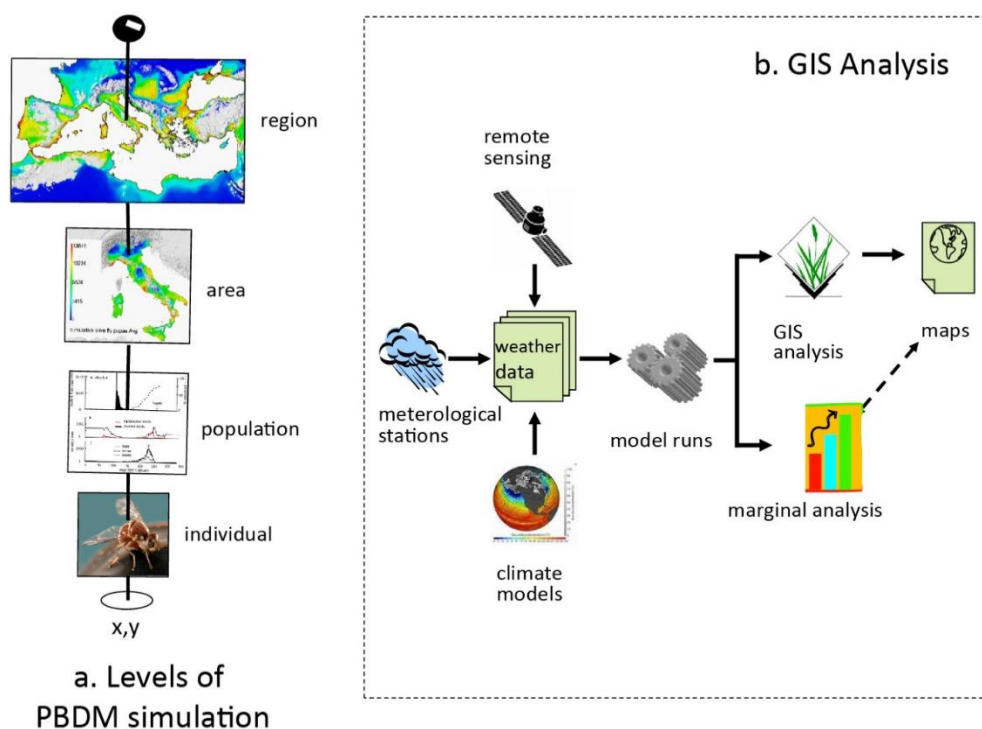 region
area
population
individual
x,y
a. Levels of
PBDM simulation
b. GIS Analysis
remote
sensing
weather
data
meterological
stations
climate
models
model runs
GIS
analysis
maps
marginal analysis